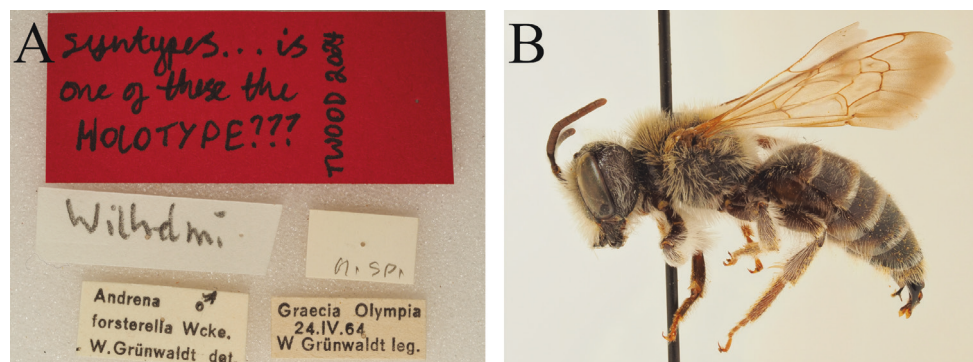 A
syntypes... is
one of these the
HOLOTYPE???
TWOOD 2024
Wilhelmi
n. sp.
Andrena ♂
forsterella Wcke.
W.Grünwaldt det
Graecia Olympia
24.IV.64
W Grünwaldt leg.
B